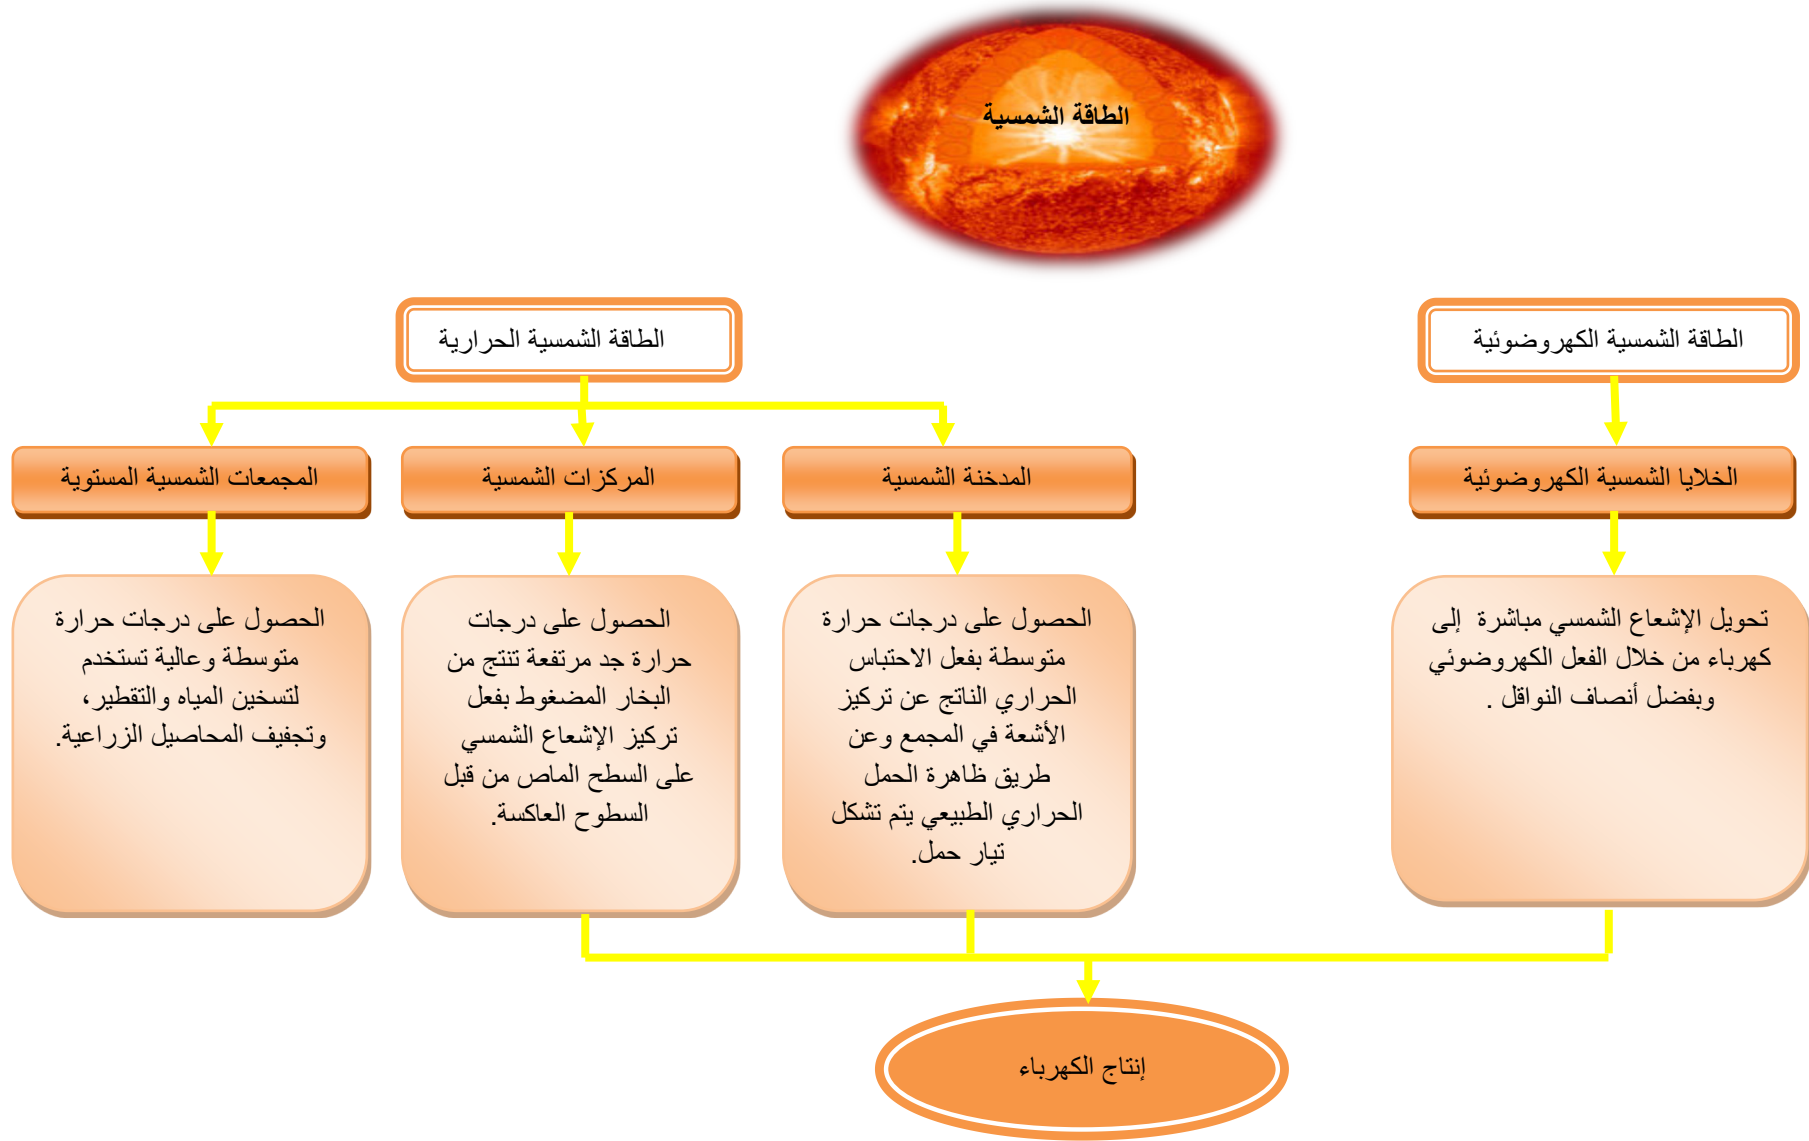 الطاقة الشمسية
الطاقة الشمسية الكهروضوئية
الطاقة الشمسية الحرارية
الخلايا الشمسية الكهروضوئية
المدخنة الشمسية
المركزات الشمسية
المجمعات الشمسية المستوية
تحويل الإشعاع الشمسي مباشرة إلى
كهرباء من خلال الفعل الكهروضوئي
وبفضل أنصاف النواقل .
الحصول على درجات حرارة
متوسطة بفعل الاحتباس
الحراري الناتج عن تركيز
الأشعة في المجمع وعن
طريق ظاهرة الحمل
الحراري الطبيعي يتم تشكل
تيار حمل.
الحصول على درجات
حرارة جد مرتفعة تنتج من
البخار المضغوط بفعل
تركيز الإشعاع الشمسي
على السطح الماص من قبل
السطوح العاكسة.
الحصول على درجات حرارة
متوسطة وعالية تستخدم
لتسخين المياه والتقطير،
وتجفيف المحاصيل الزراعية.
إنتاج الكهرباء